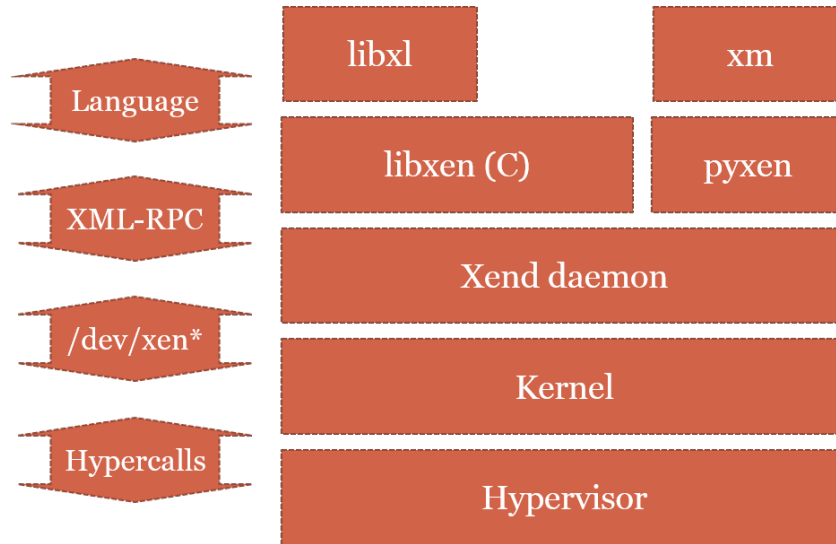 libxl
xm
Language
libxen (C)
pyxen
XML-RPC
Xend daemon
/dev/xen*
Kernel
Hypercalls
Hypervisor